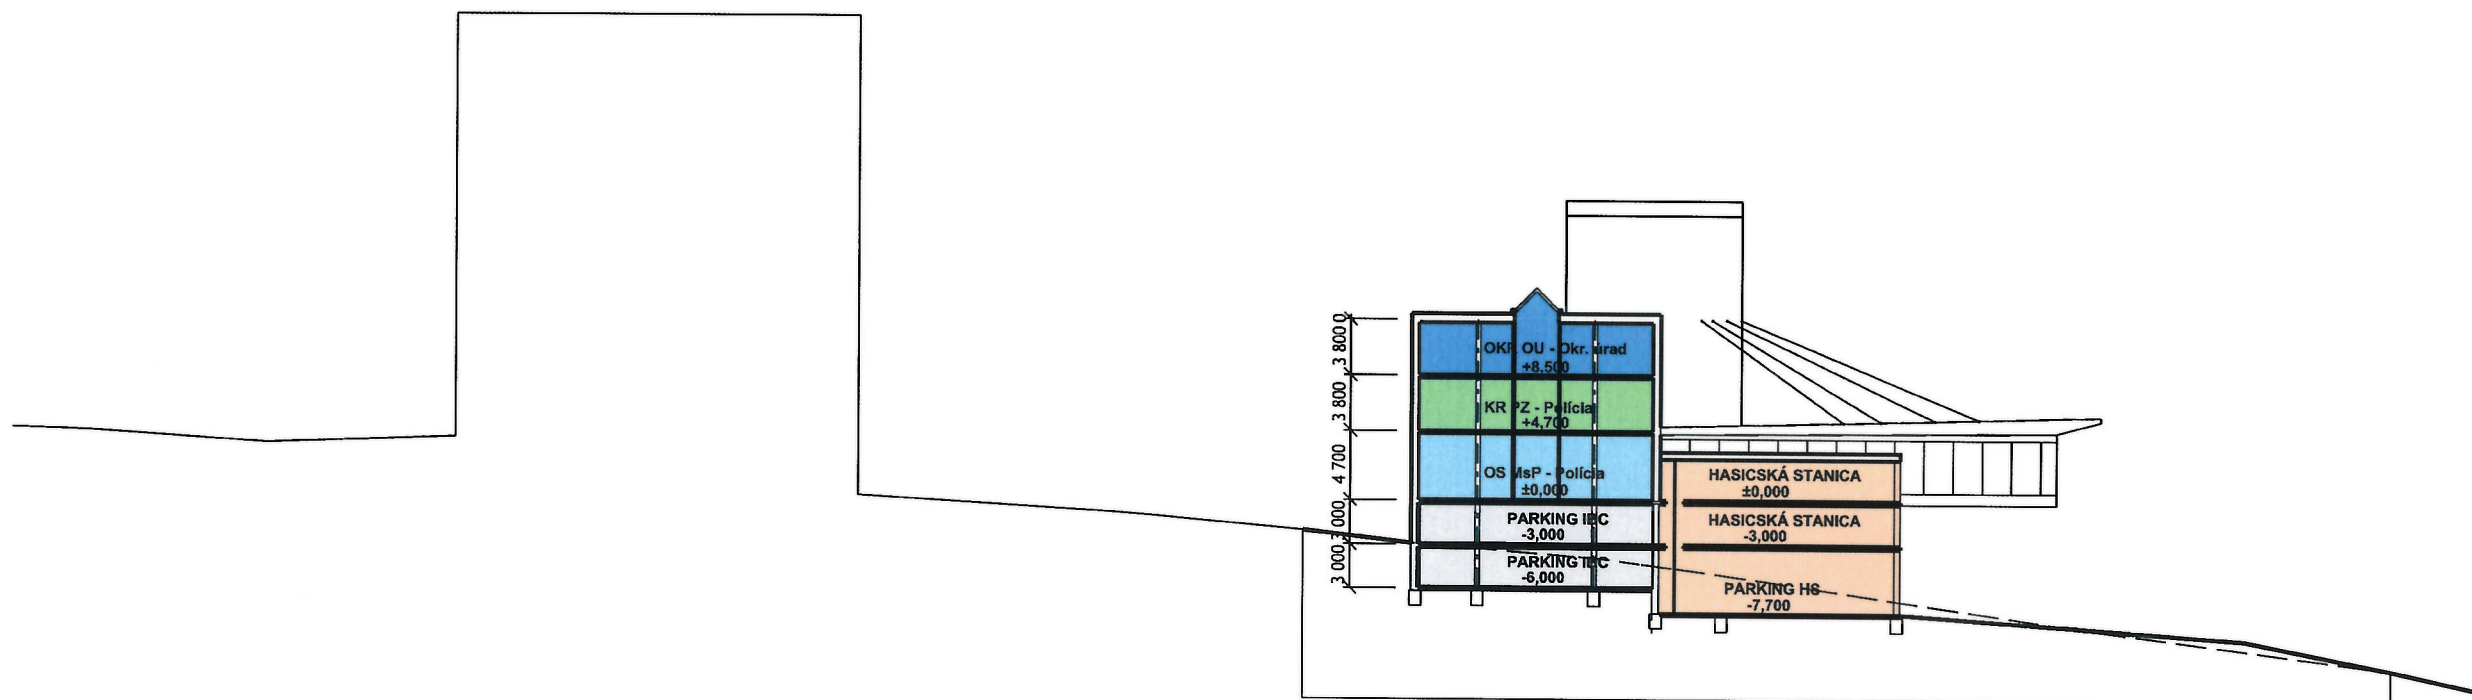 3 800
OKR OU - Okr. úrad
+8,500
3 800
KR PZ - Polícia
+4,700
4 700
OS MsP - Polícia
±0,000
HASICSKÁ STANICA
±0,000
3 000
PARKING IBC
-3,000
HASICSKÁ STANICA
-3,000
3 000
PARKING IBC
-6,000
PARKING HS
-7,700